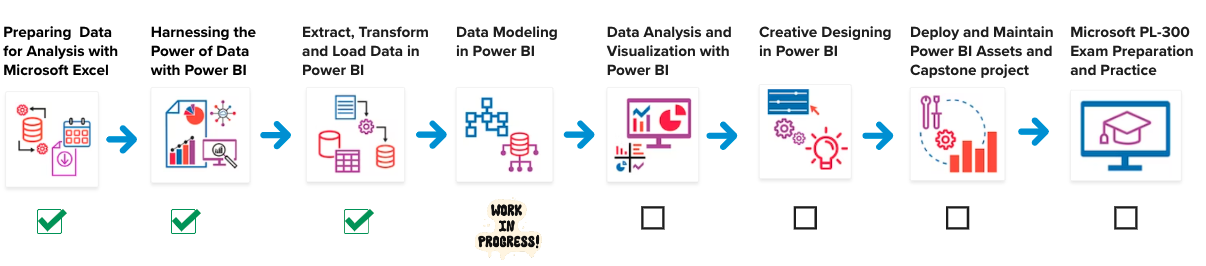 Preparing Data
for Analysis with
Microsoft Excel
Harnessing the
Power of Data
with Power BI
Extract, Transform
and Load Data in
Power BI
Data Modeling
in Power BI
Data Analysis and
Visualization with
Power BI
Creative Designing
in Power BI
Deploy and Maintain
Power BI Assets and
Capstone project
Microsoft PL-300
Exam Preparation
and Practice
WORK
IN
PROGRESS!